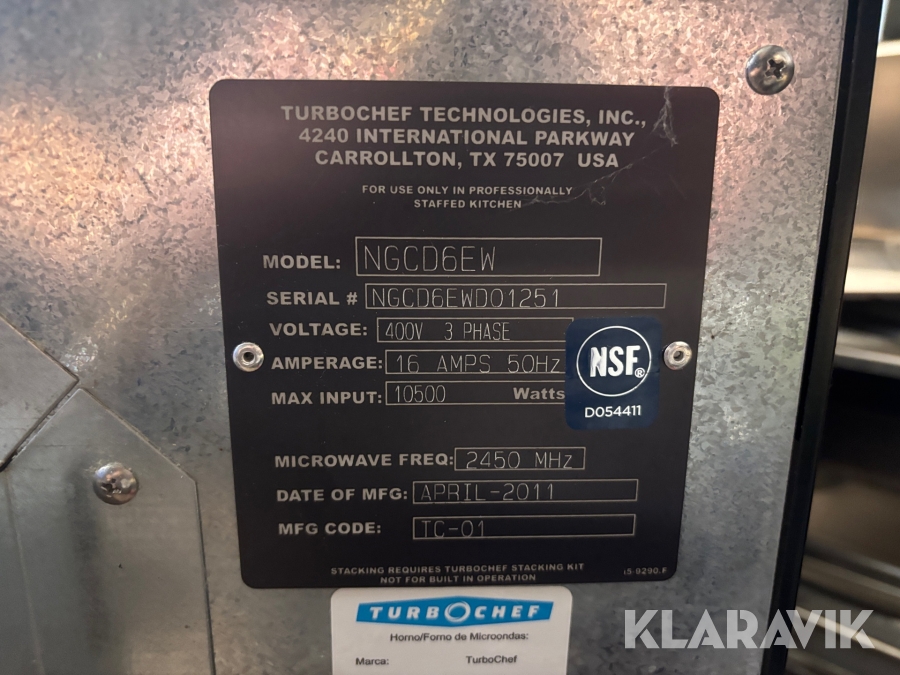 TURBOCHEF TECHNOLOGIES, INC.,
4240 INTERNATIONAL PARKWAY
CARROLLTON, TX 75007 USA
FOR USE ONLY IN PROFESSIONALLY
STAFFED KITCHEN
MODEL: NGCD6EW
SERIAL # NGCD6EWD01251
VOLTAGE: 400V 3 PHASE
AMPERAGE: 16 AMPS 50Hz
MAX INPUT: 10500 Watts
NSF®
D054411
MICROWAVE FREQ: 2450 MHz
DATE OF MFG: APRIL-2011
MFG CODE: TC-01
STACKING REQUIRES TURBOCHEF STACKING KIT
NOT FOR BUILT IN OPERATION
i5-9290.F
TURBOCHEF
Horno/Forno de Microondas:
Marca: TurboChef
KLARAVIK